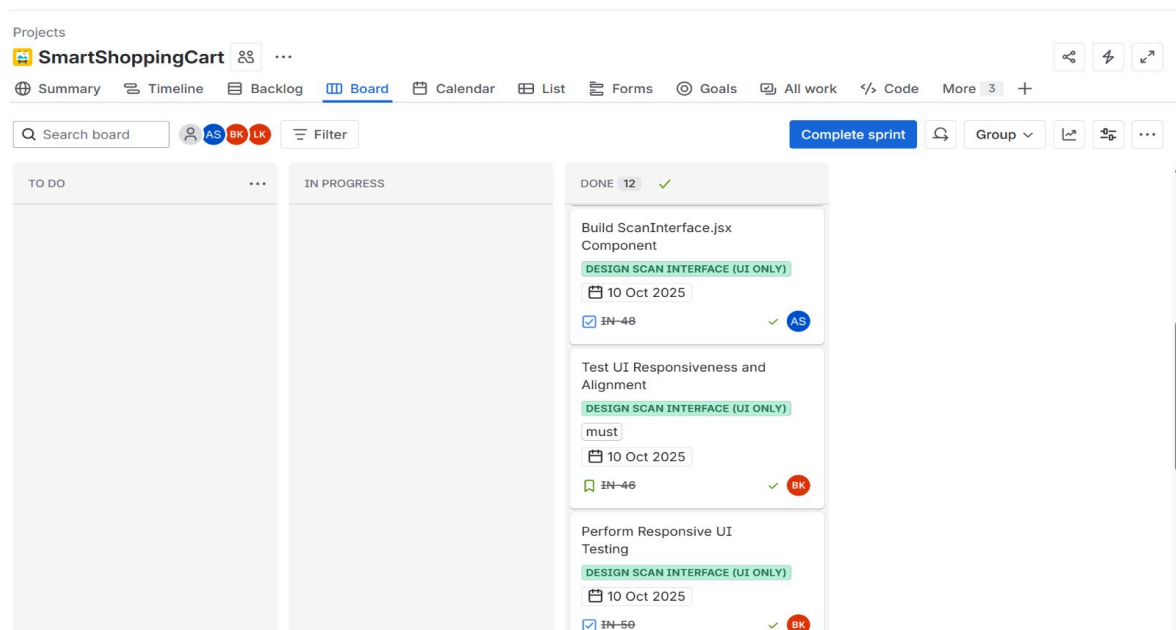 Projects
SmartShoppingCart
Summary Timeline Backlog Board Calendar List Forms Goals All work Code More 3
Search board AS BK LK Filter Complete sprint Group
TO DO IN PROGRESS DONE 12
Build ScanInterface.jsx
Component
DESIGN SCAN INTERFACE (UI ONLY)
10 Oct 2025
IN-48 AS
Test UI Responsiveness and
Alignment
DESIGN SCAN INTERFACE (UI ONLY)
must
10 Oct 2025
IN-46 BK
Perform Responsive UI
Testing
DESIGN SCAN INTERFACE (UI ONLY)
10 Oct 2025
IN-50 BK